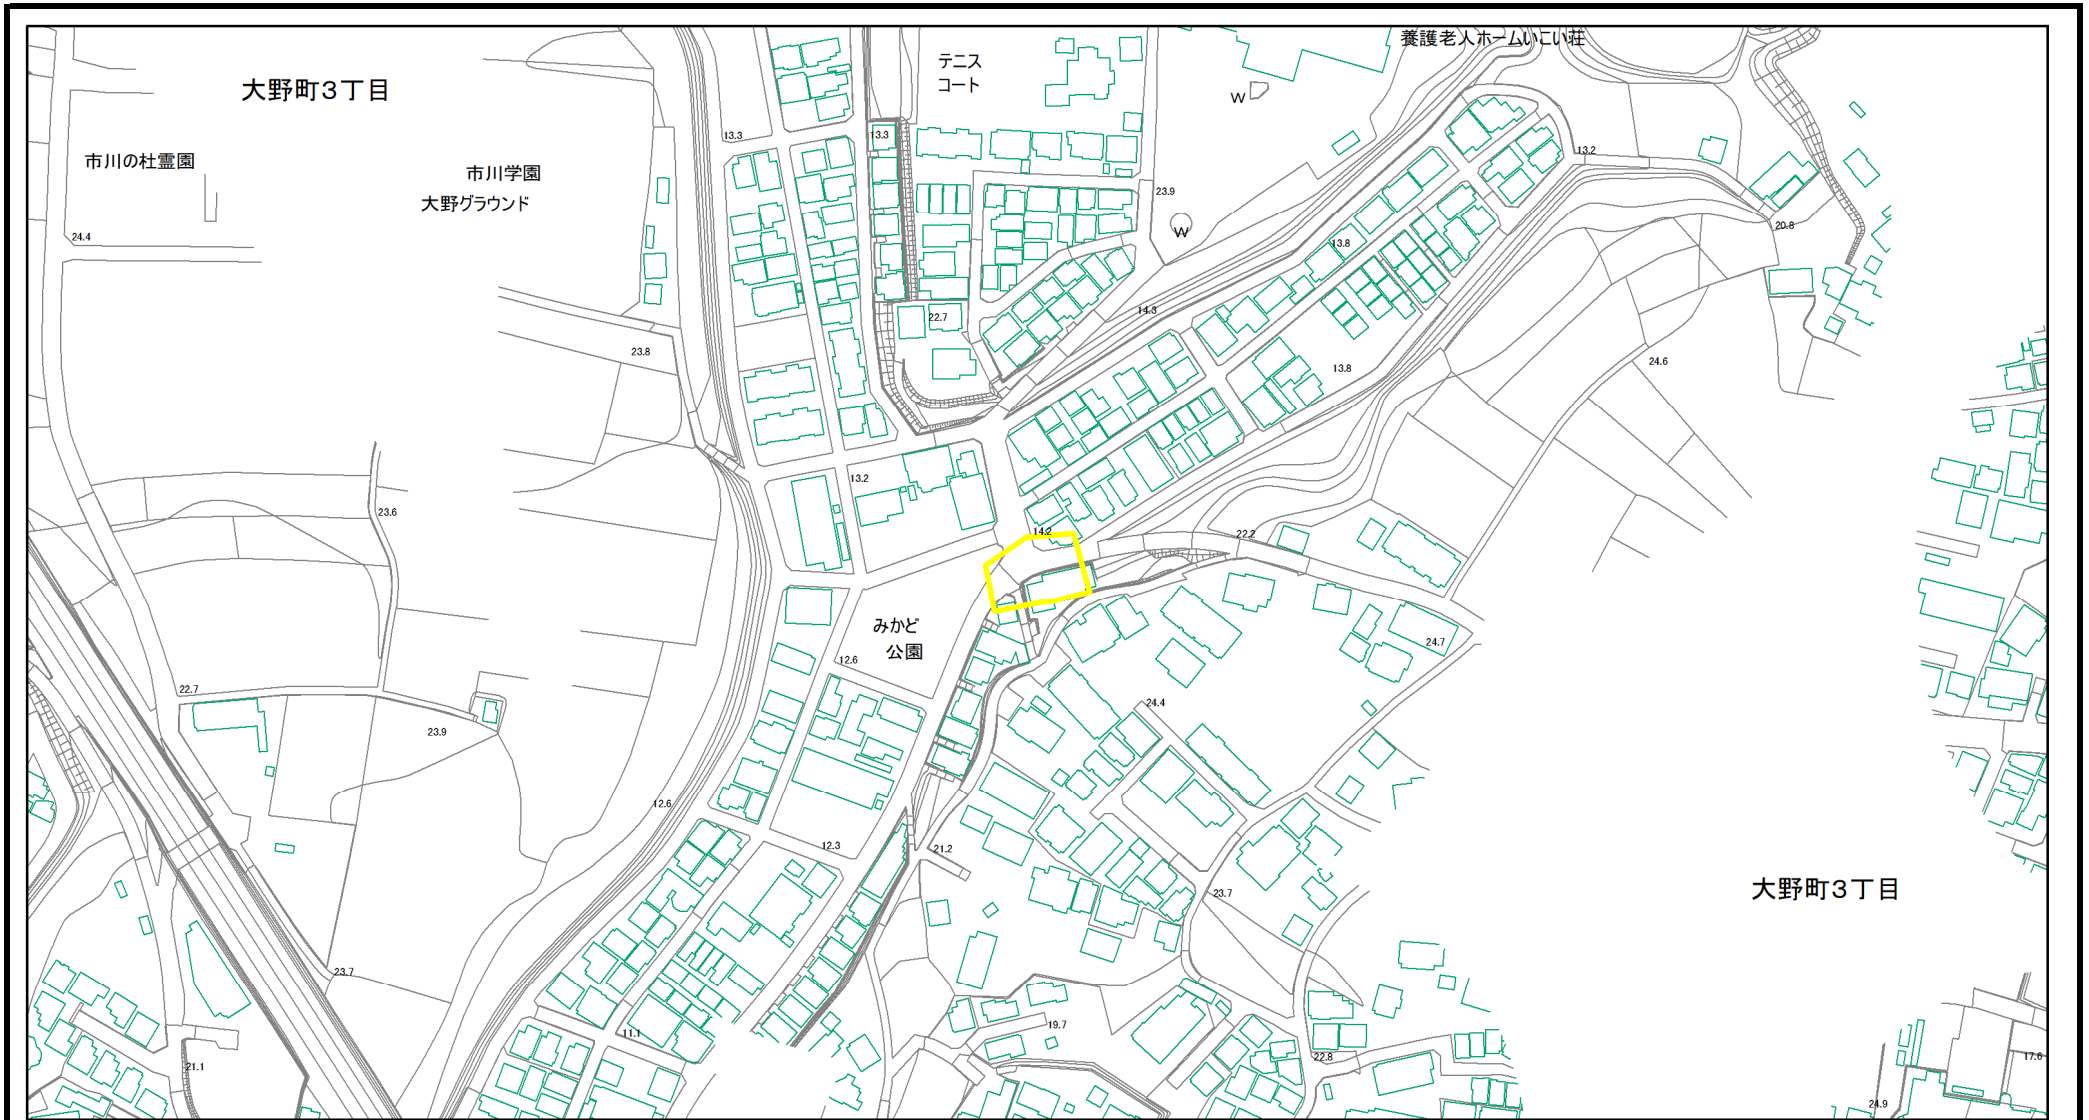 養護老人ホームいこい荘
テニス
コート
大野町3丁目
W
13.3
13.3
13.2
市川の杜霊園
市川学園
大野グラウンド
23.9
20.8
W
24.4
13.8
14.3
22.7
23.8
24.6
13.8
13.2
23.6
14.2
22.2
みかど
公園
24.7
12.6
22.7
24.4
23.9
12.6
12.3
21.2
大野町3丁目
23.7
23.7
19.7
11.1
22.8
17.6
21.1
24.9